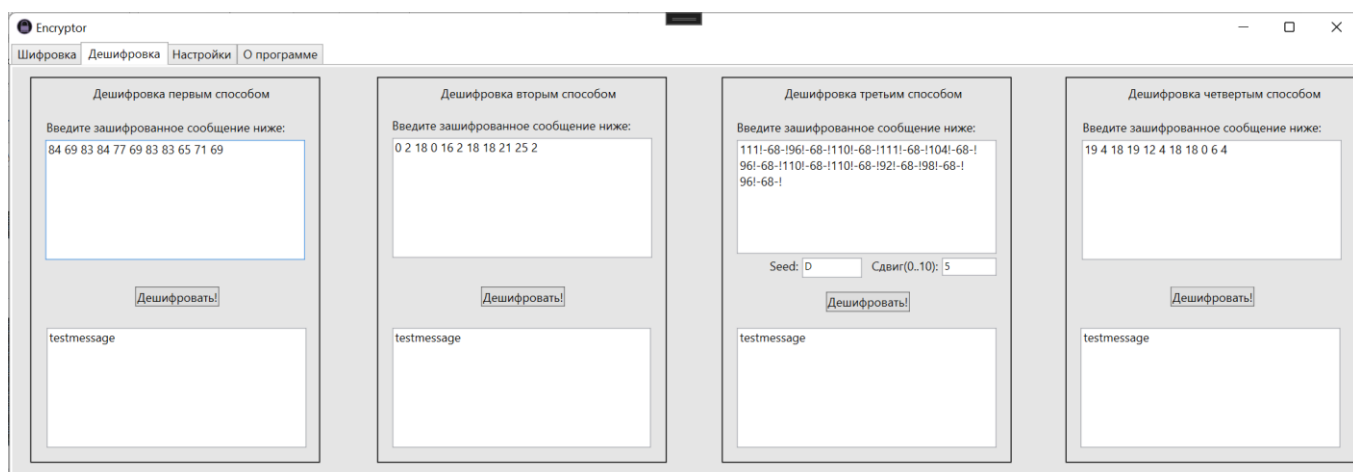 Encryptor
Шифровка Дешифровка Настройки О программе
Дешифровка первым способом
Введите зашифрованное сообщение ниже:
84 69 83 84 77 69 83 83 65 71 69
Дешифровать!
testmessage
Дешифровка вторым способом
Введите зашифрованное сообщение ниже:
0 2 18 0 16 2 18 18 21 25 2
Дешифровать!
testmessage
Дешифровка третьим способом
Введите зашифрованное сообщение ниже:
111!-68-!96!-68-!110!-68-!111!-68-!104!-68-!
96!-68-!110!-68-!110!-68-!92!-68-!98!-68-!
96!-68-!
Seed: D Сдвиг(0..10): 5
Дешифровать!
testmessage
Дешифровка четвертым способом
Введите зашифрованное сообщение ниже:
19 4 18 19 12 4 18 18 0 6 4
Дешифровать!
testmessage